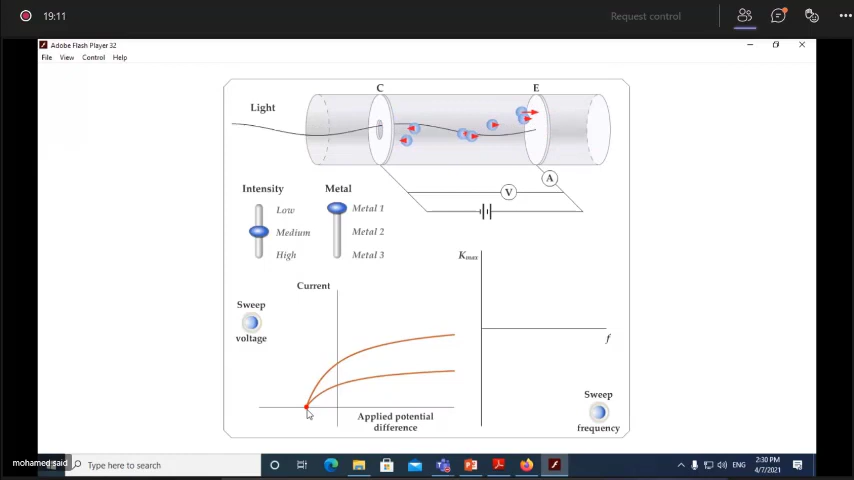 19:11
Request control
Adobe Flash Player 32
File View Control Help
C
E
Light
A
V
Intensity
Metal
Low
Metal 1
Medium
Metal 2
High
Metal 3
Kmax
Current
Sweep
voltage
f
Sweep
frequency
Applied potential
difference
mohamed said
Type here to search
ENG
2:30 PM
4/7/2021